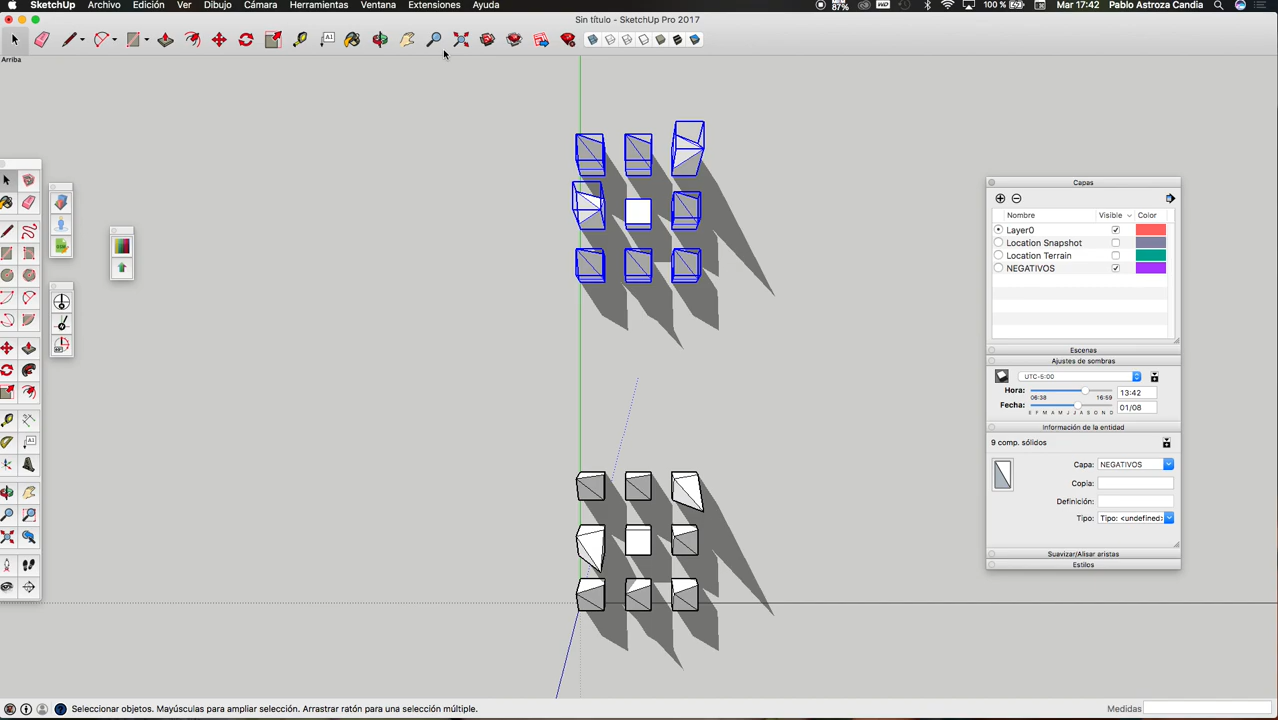 SketchUp Archivo Edición Ver Dibujo Cámara Herramientas Ventana Extensiones Ayuda 87% WD 100 % Mar 17:42 Pablo Astroza Candia
Sin título - SketchUp Pro 2017
Arriba
Capas
Nombre Visible Color
Layer0
Location Snapshot
Location Terrain
NEGATIVOS
Escenas
Ajustes de sombras
UTC-5:00
Hora: 13:42
06:38 16:59
Fecha: 01/08
E F M A M J J A S O N D
Información de la entidad
9 comp. sólidos
Capa: NEGATIVOS
Copia:
Definición:
Tipo: Tipo: <undefined>
Suavizar/Alisar aristas
Estilos
Seleccionar objetos. Mayúsculas para ampliar selección. Arrastrar ratón para una selección múltiple. Medidas